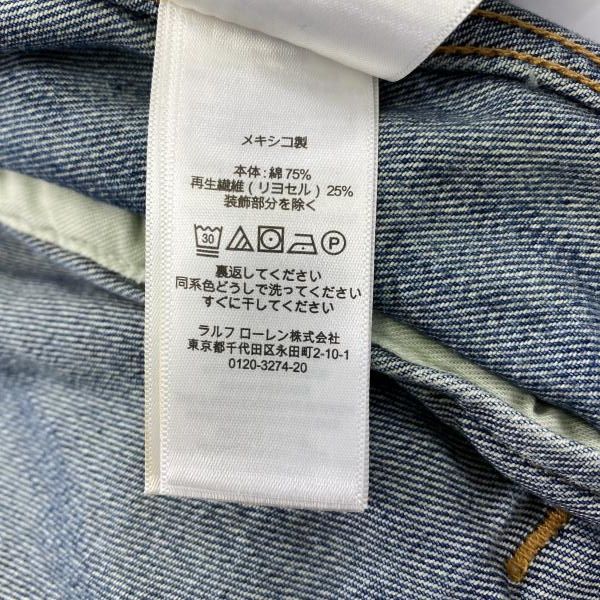 メキシコ製
本体：綿 75%
再生繊維（リヨセル）25%
装飾部分を除く
30 P
裏返してください
同系色どうしで洗ってください
すぐに干してください
ラルフ ローレン株式会社
東京都千代田区永田町2-10-1
0120-3274-20